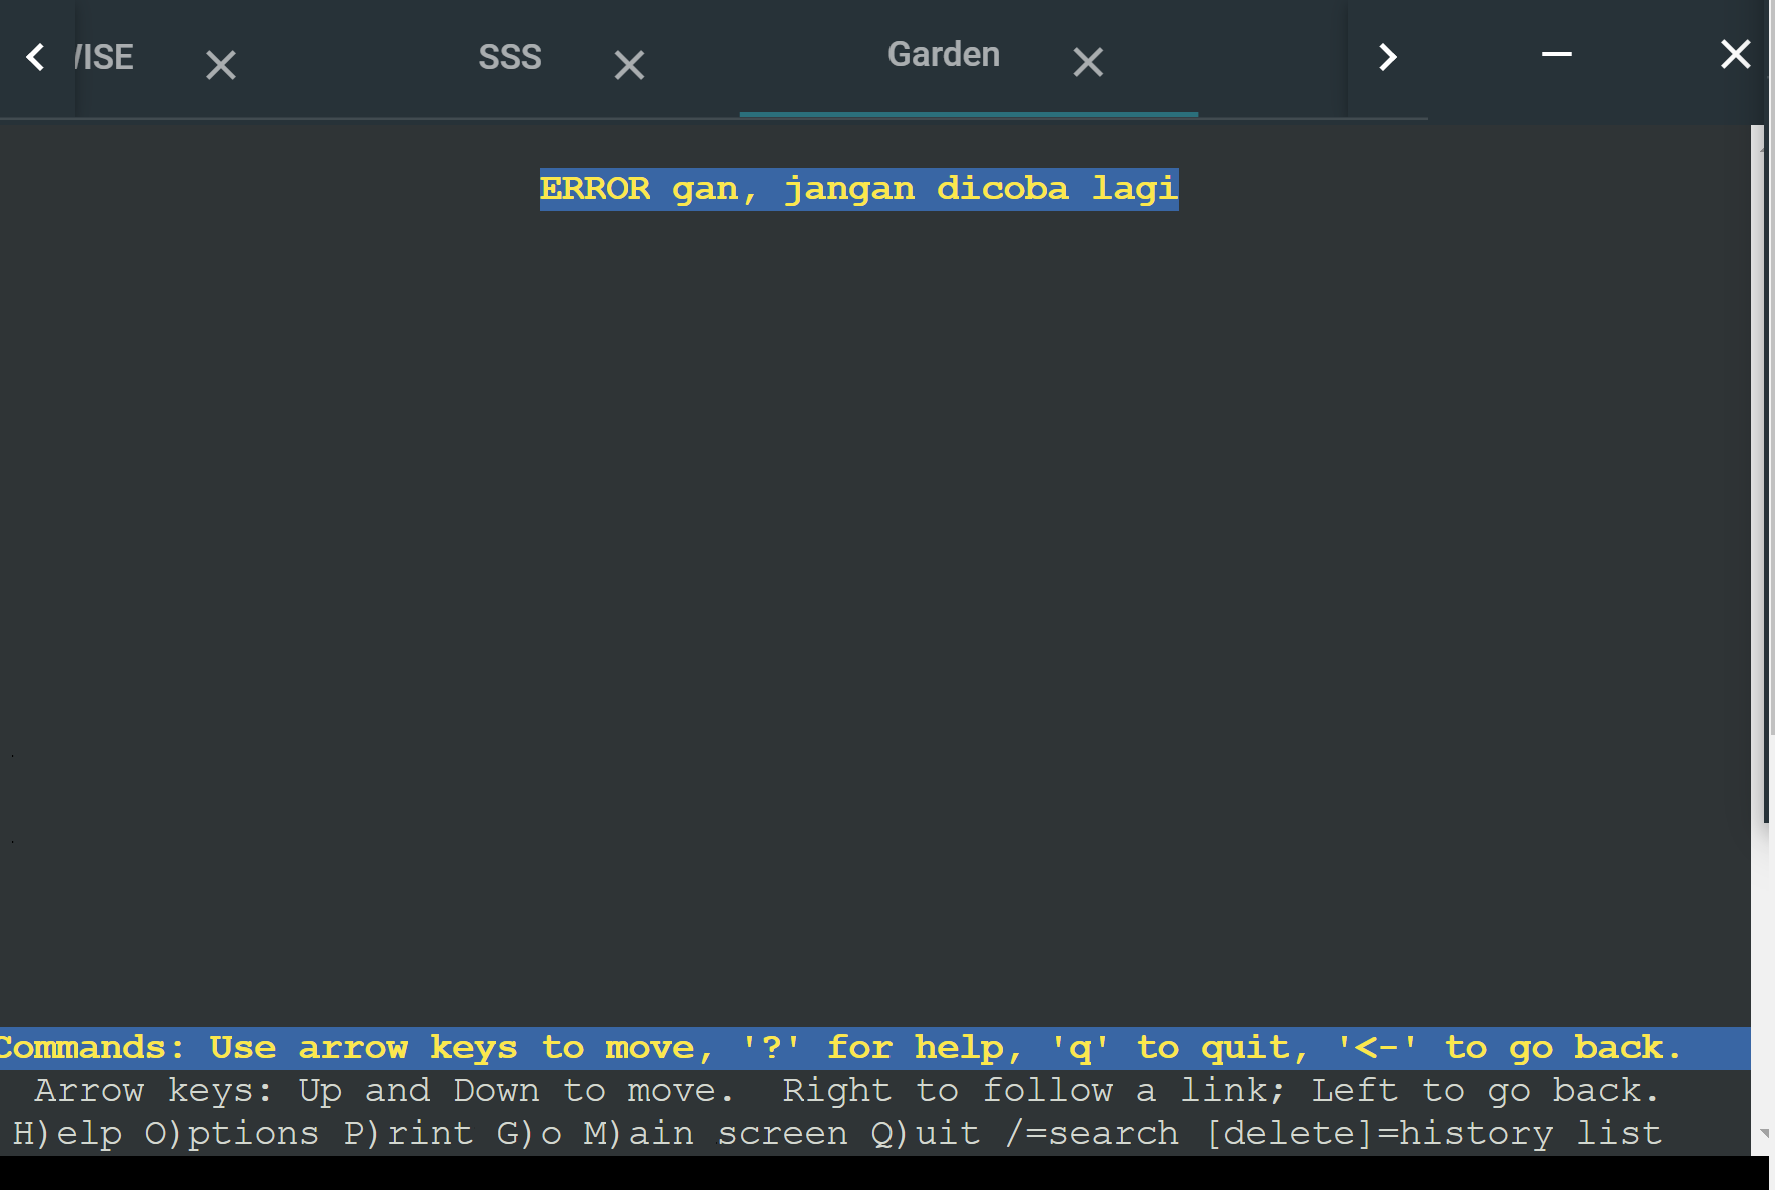 SSS
Garden
ERROR gan, jangan dicoba lagi
Commands: Use arrow keys to move, '?' for help, 'q' to quit, '<-' to go back.
Arrow keys: Up and Down to move.  Right to follow a link; Left to go back.
H)elp O)ptions P)rint G)o M)ain screen Q)uit /=search [delete]=history list